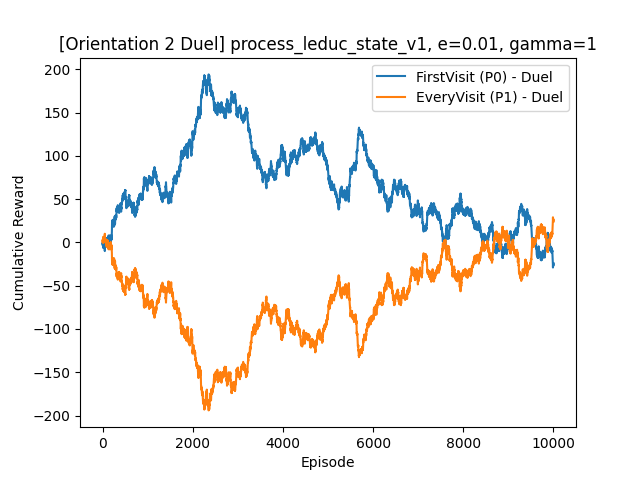 [Orientation 2 Duel] process_leduc_state_v1, e=0.01, gamma=1
FirstVisit (P0) - Duel
EveryVisit (P1) - Duel
Cumulative Reward
200
150
100
50
0
−50
−100
−150
−200
0 2000 4000 6000 8000 10000
Episode